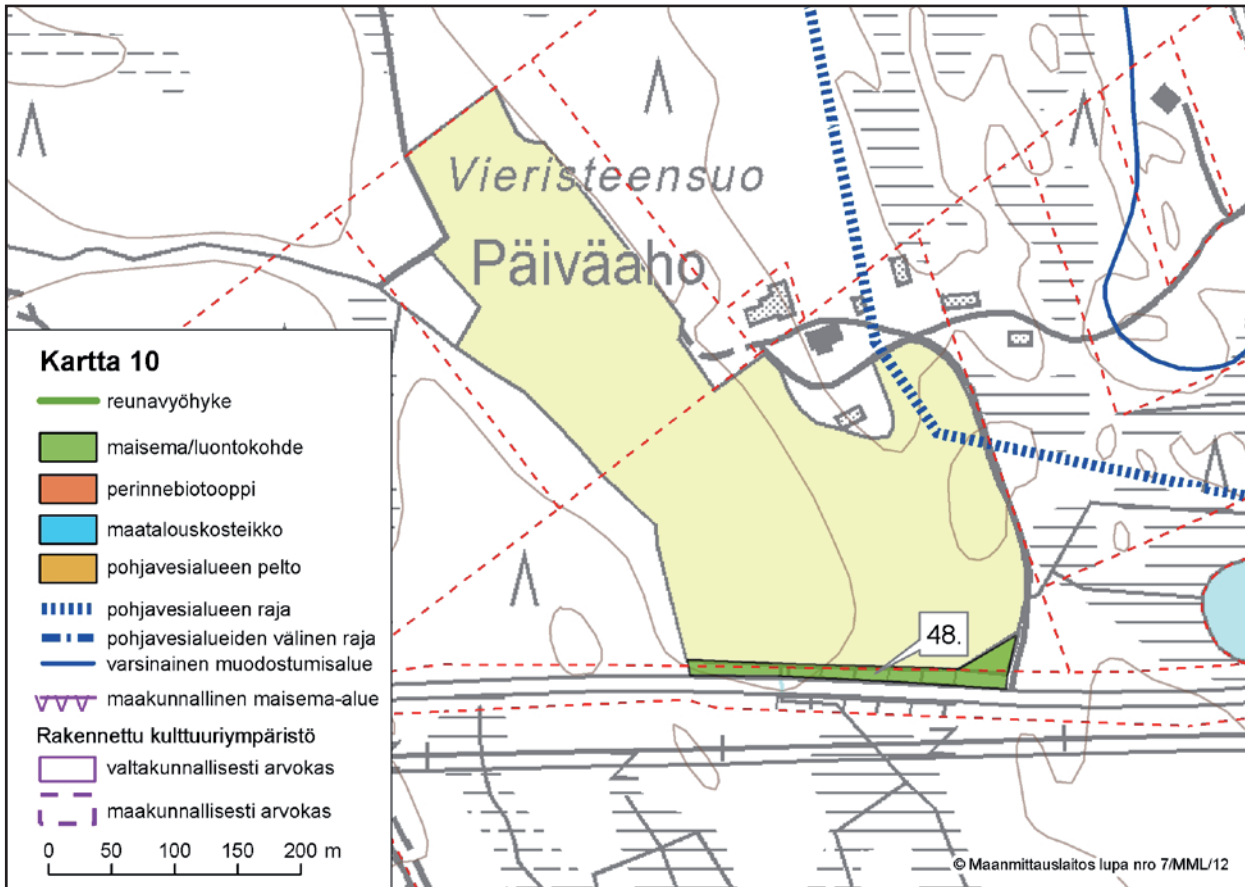 Vieristeensuo
Päiväaho
48.
Kartta 10
reunavyöhyke
maisema/luontokohde
perinnebiotooppi
maatalouskosteikko
pohjavesialueen pelto
pohjavesialueen raja
pohjavesialueiden välinen raja
varsinainen muodostumisalue
maakunnallinen maisema-alue
Rakennettu kulttuuriympäristö
valtakunnallisesti arvokas
maakunnallisesti arvokas
0 50 100 150 200 m
© Maanmittauslaitos lupa nro 7/MML/12